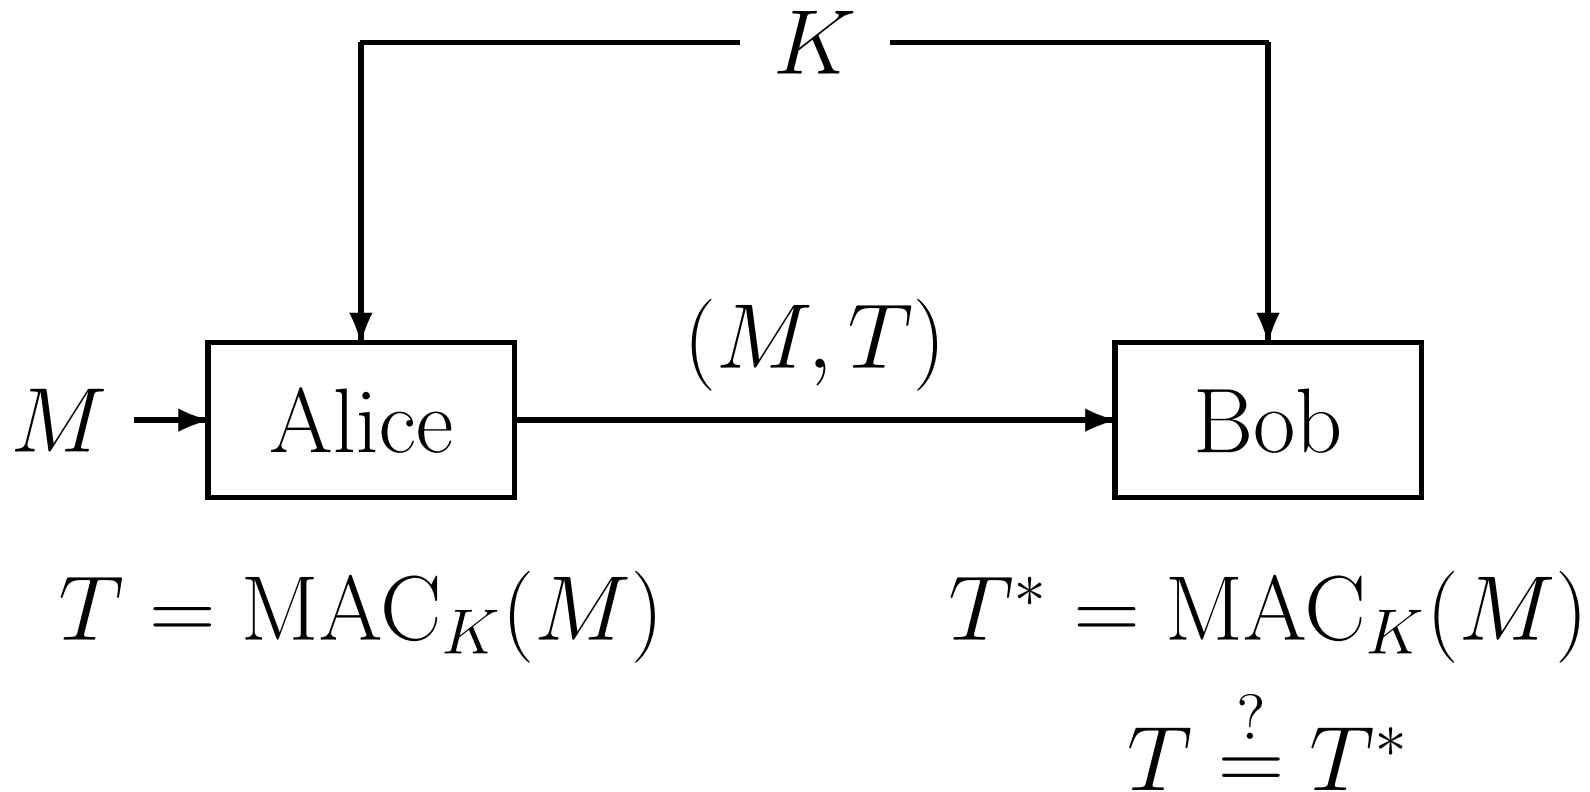 K
(M, T)
M
Alice
Bob
T = MAC_K(M)
T* = MAC_K(M)
T ≟ T*